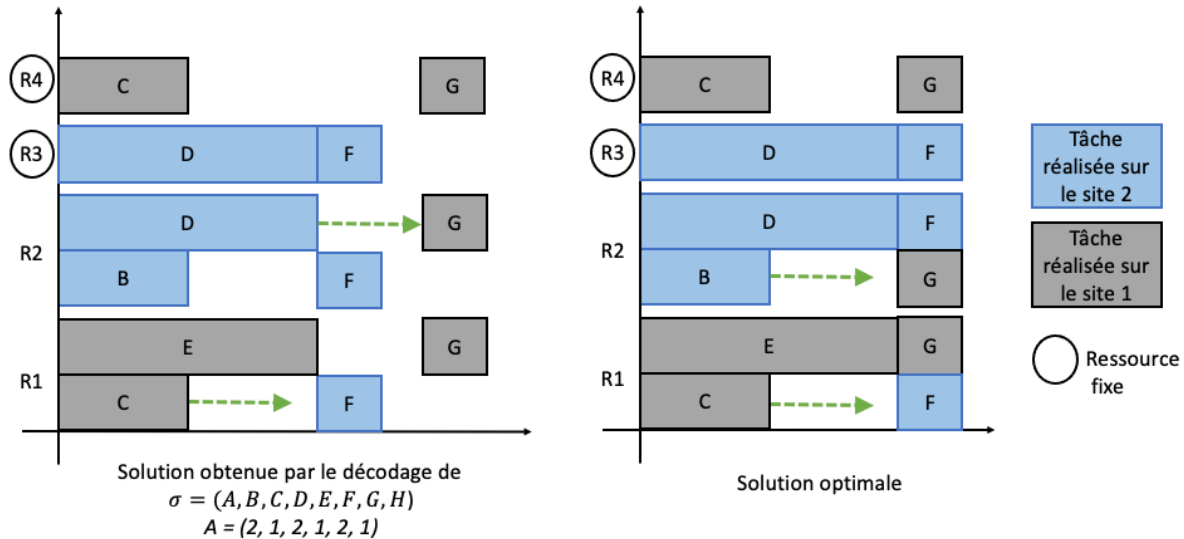 R4
C
G
R3
D
F
R2
D
G
B
F
R1
E
G
C
F
Solution obtenue par le décodage de
σ = (A, B, C, D, E, F, G, H)
A = (2, 1, 2, 1, 2, 1)
R4
C
G
R3
D
F
R2
D
F
B
G
R1
E
G
C
F
Solution optimale
Tâche
réalisée sur
le site 2
Tâche
réalisée sur
le site 1
Ressource
fixe